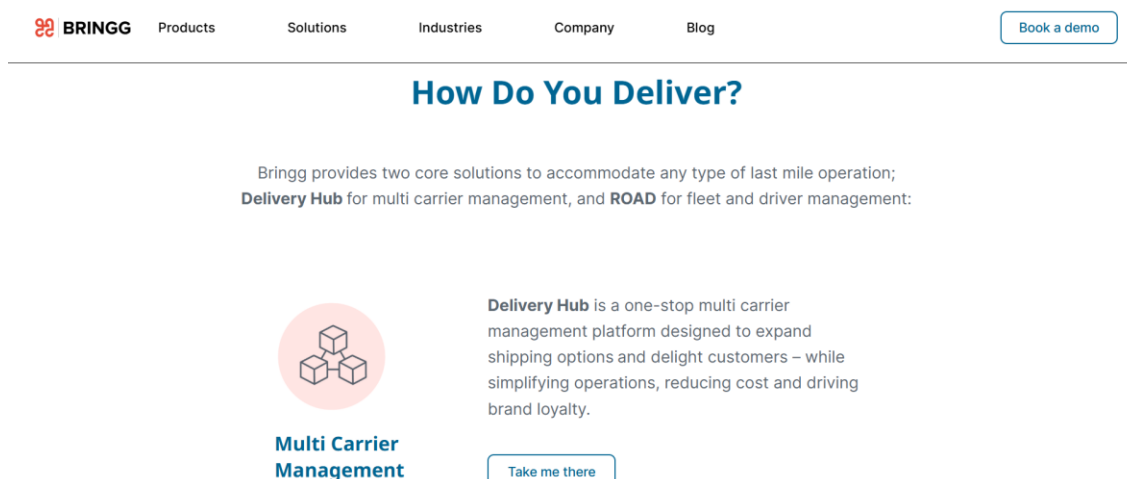 BRINGG Products Solutions Industries Company Blog Book a demo
How Do You Deliver?
Bringg provides two core solutions to accommodate any type of last mile operation;
Delivery Hub for multi carrier management, and ROAD for fleet and driver management:
Delivery Hub is a one-stop multi carrier
management platform designed to expand
shipping options and delight customers – while
simplifying operations, reducing cost and driving
brand loyalty.
Multi Carrier
Management
Take me there